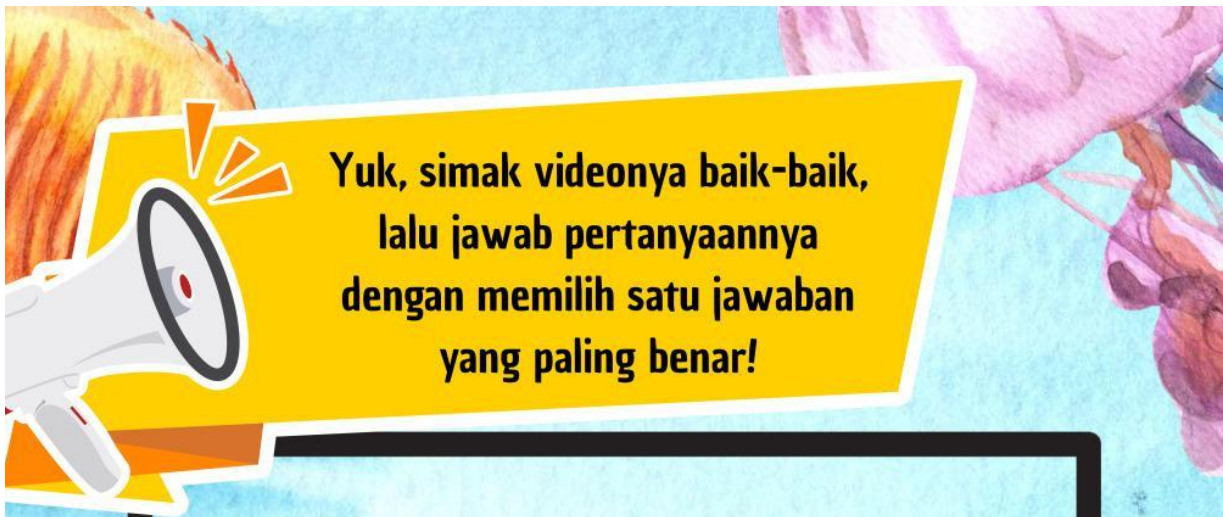 Yuk, simak videonya baik-baik,
lalu jawab pertanyaannya
dengan memilih satu jawaban
yang paling benar!